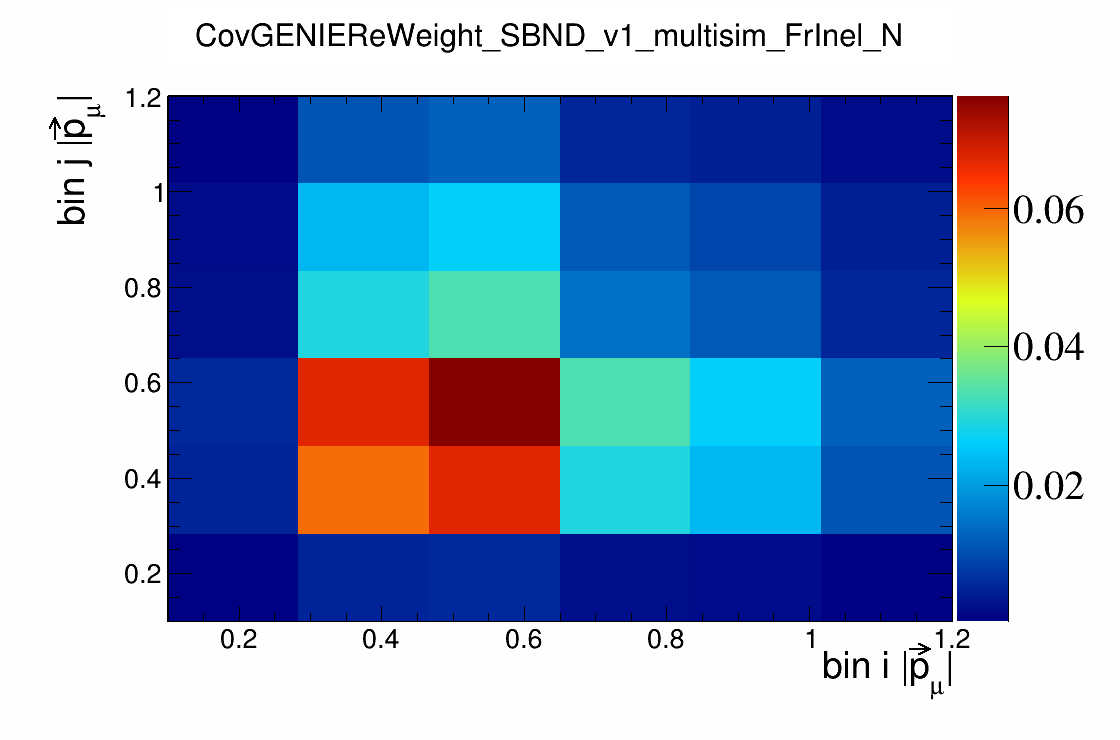 CovGENIEReWeight_SBND_v1_multisim_FrInel_N
bin j |p⃗μ|
1.2
1
0.8
0.6
0.4
0.2
0.2 0.4 0.6 0.8 1 1.2
bin i |p⃗μ|
0.06
0.04
0.02